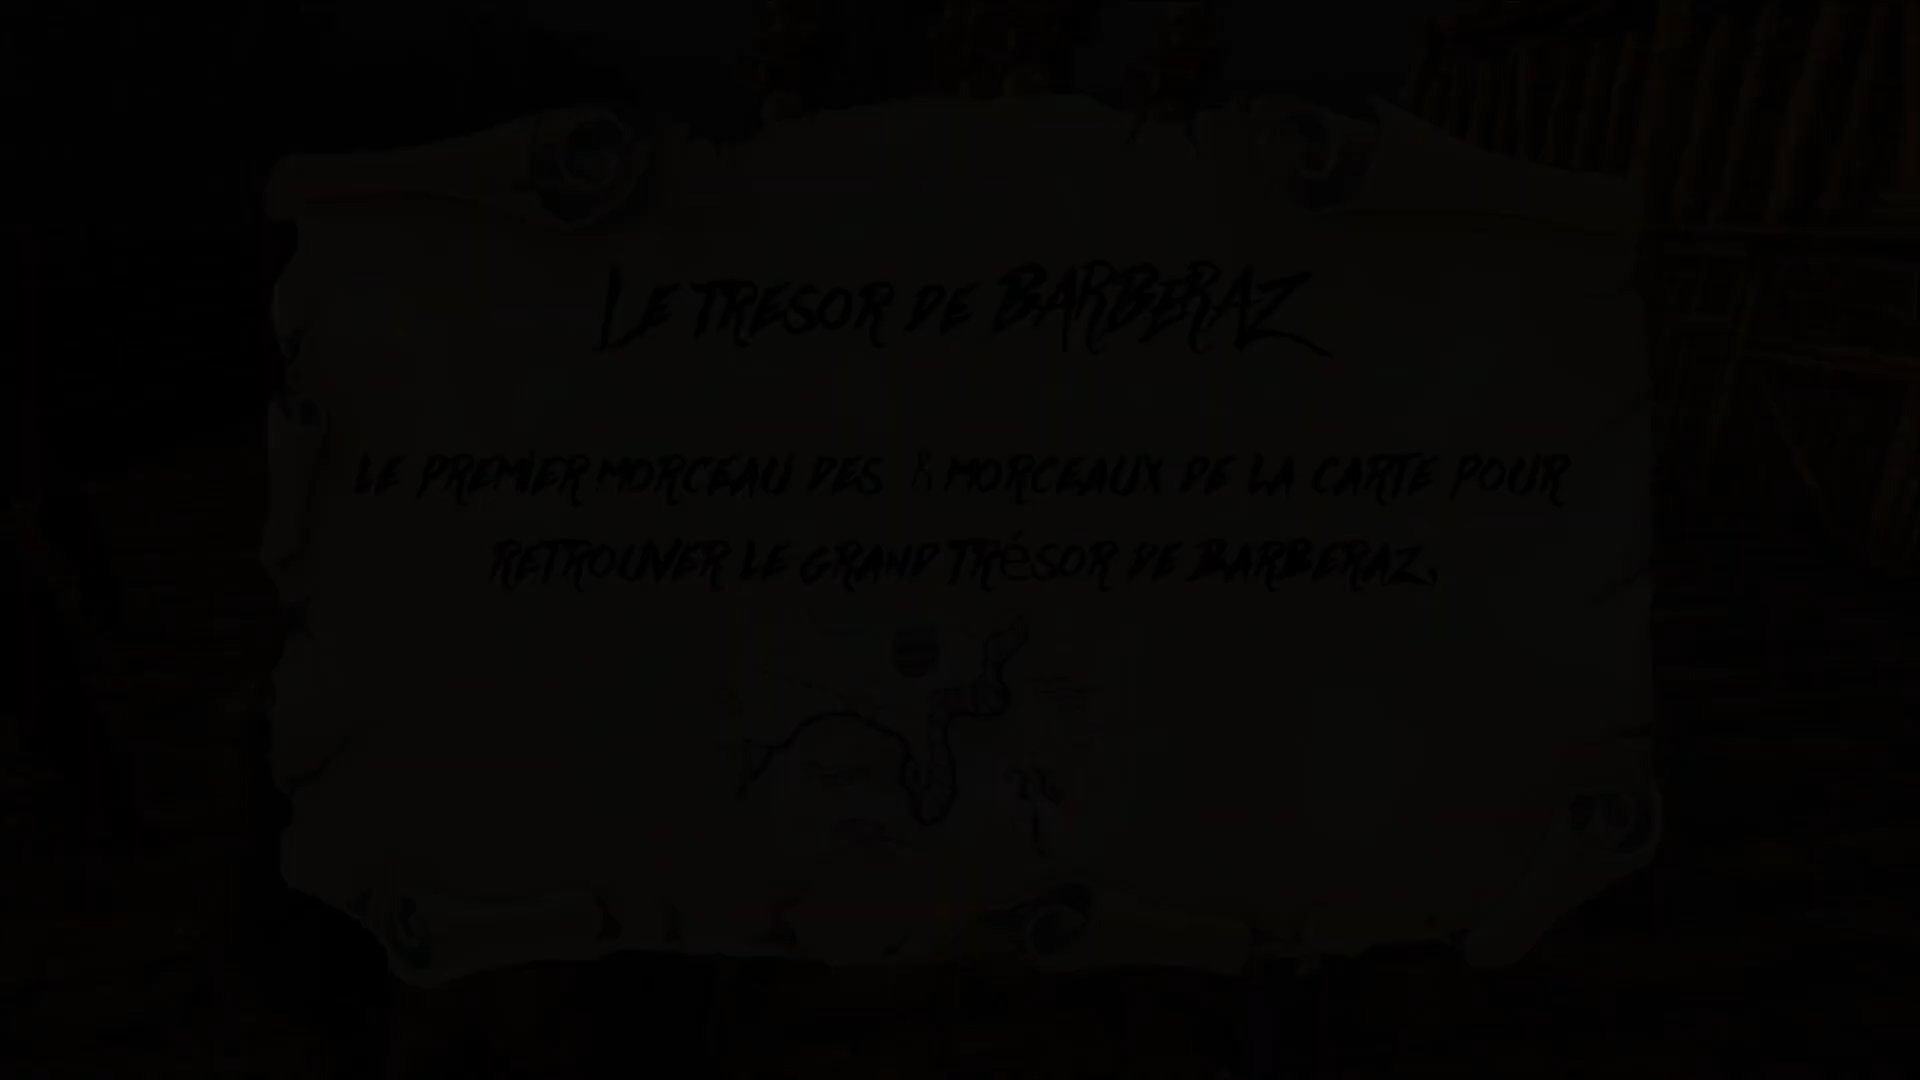 Le TRESOR DE BARBERAZ
LE PREMIER MORCEAU DES 8 MORCEAUX DE LA CARTE POUR
RETROUVER LE GRAND TRÉSOR DE BARBERAZ.